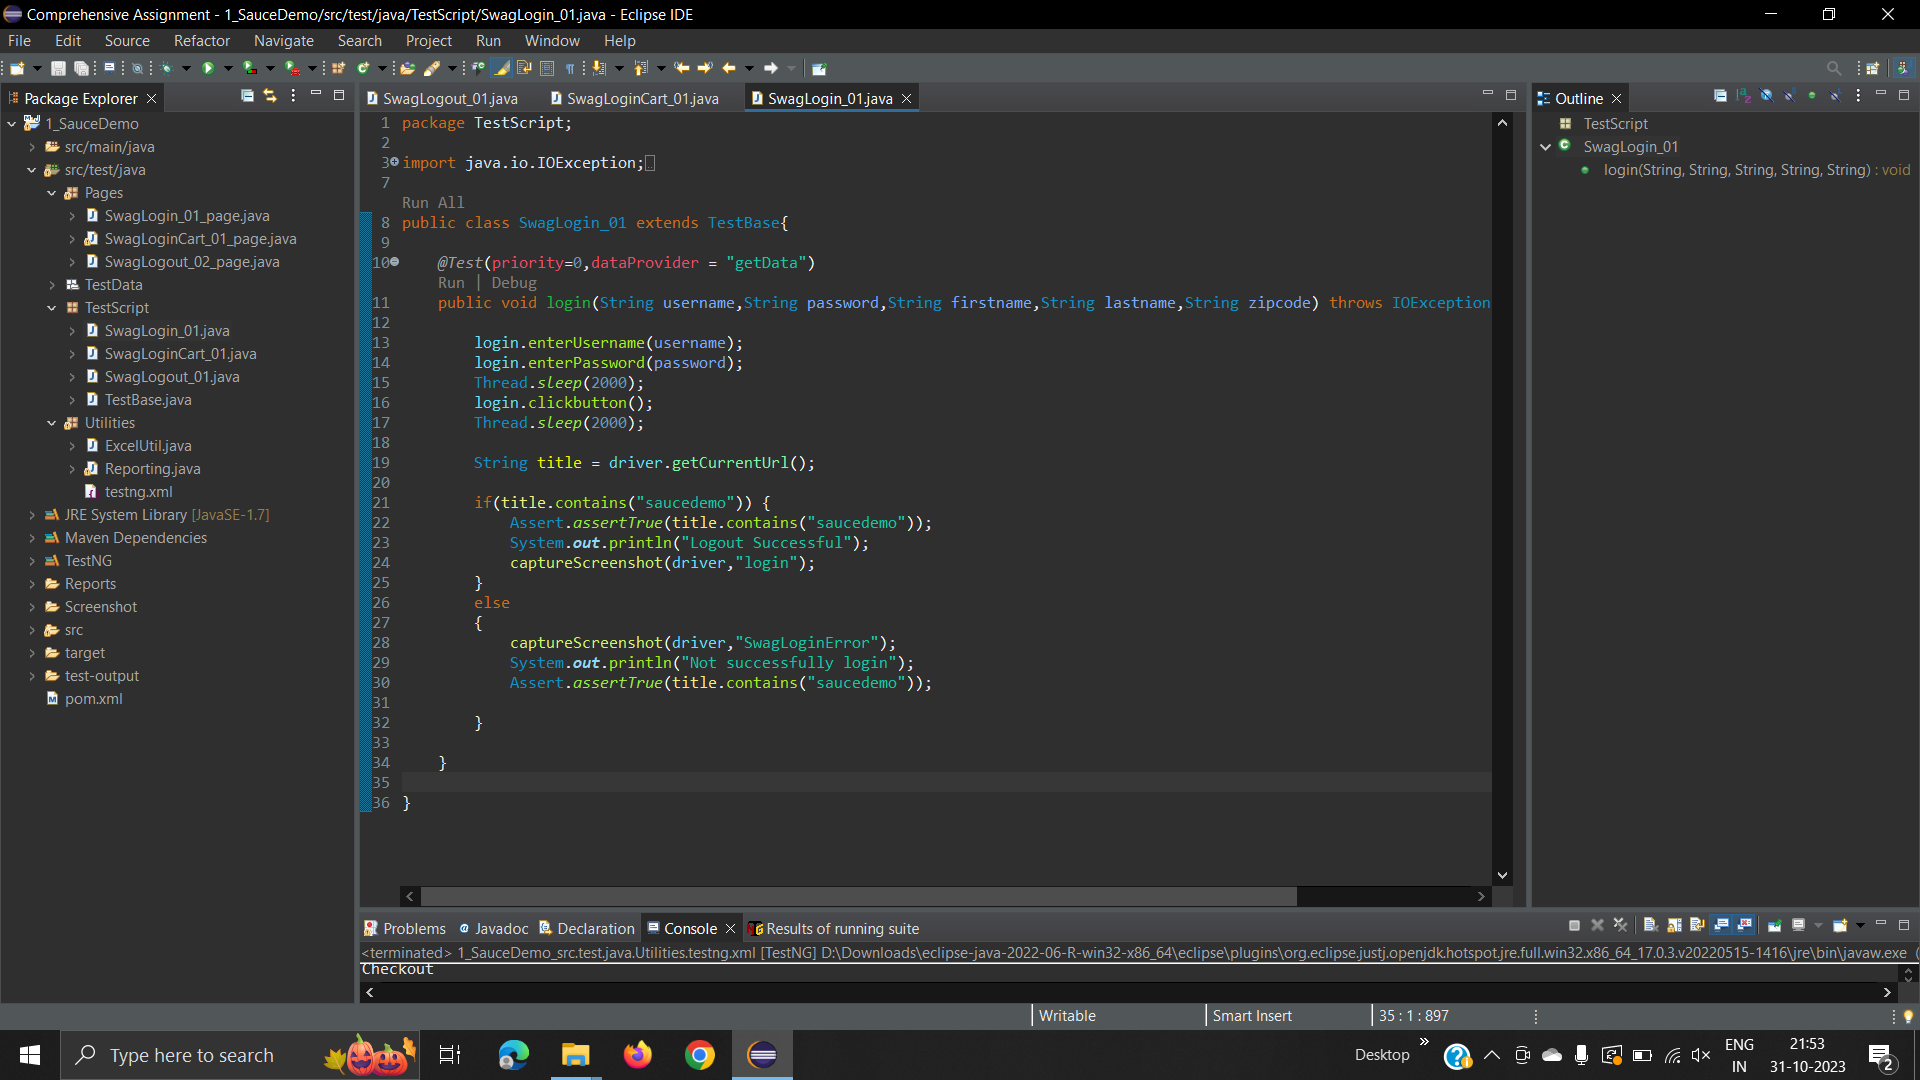 Comprehensive Assignment - 1_SauceDemo/src/test/java/TestScript/SwagLogin_01.java - Eclipse IDE
File Edit Source Refactor Navigate Search Project Run Window Help
Package Explorer
1_SauceDemo
src/main/java
src/test/java
Pages
SwagLogin_01_page.java
SwagLoginCart_01_page.java
SwagLogout_02_page.java
TestData
TestScript
SwagLogin_01.java
SwagLoginCart_01.java
SwagLogout_01.java
TestBase.java
Utilities
ExcelUtil.java
Reporting.java
testng.xml
JRE System Library [JavaSE-1.7]
Maven Dependencies
TestNG
Reports
Screenshot
src
target
test-output
pom.xml
SwagLogout_01.java SwagLoginCart_01.java SwagLogin_01.java
1 package TestScript;
2
3 import java.io.IOException;
7
Run All
8 public class SwagLogin_01 extends TestBase{
9
10 @Test(priority=0,dataProvider = "getData")
Run | Debug
11 public void login(String username,String password,String firstname,String lastname,String zipcode) throws IOException
12
13 login.enterUsername(username);
14 login.enterPassword(password);
15 Thread.sleep(2000);
16 login.clickbutton();
17 Thread.sleep(2000);
18
19 String title = driver.getCurrentUrl();
20
21 if(title.contains("saucedemo")) {
22 Assert.assertTrue(title.contains("saucedemo"));
23 System.out.println("Logout Successful");
24 captureScreenshot(driver,"login");
25 }
26 else
27 {
28 captureScreenshot(driver,"SwagLoginError");
29 System.out.println("Not successfully login");
30 Assert.assertTrue(title.contains("saucedemo"));
31
32 }
33
34 }
35
36 }
Outline
TestScript
SwagLogin_01
login(String, String, String, String, String) : void
Problems Javadoc Declaration Console Results of running suite
<terminated> 1_SauceDemo_src.test.java.Utilities.testng.xml [TestNG] D:\Downloads\eclipse-java-2022-06-R-win32-x86_64\eclipse\plugins\org.eclipse.justj.openjdk.hotspot.jre.full.win32.x86_64_17.0.3.v20220515-1416\jre\bin\javaw.exe (
Checkout
Writable Smart Insert 35 : 1 : 897
Type here to search
Desktop
ENG
IN
21:53
31-10-2023
2